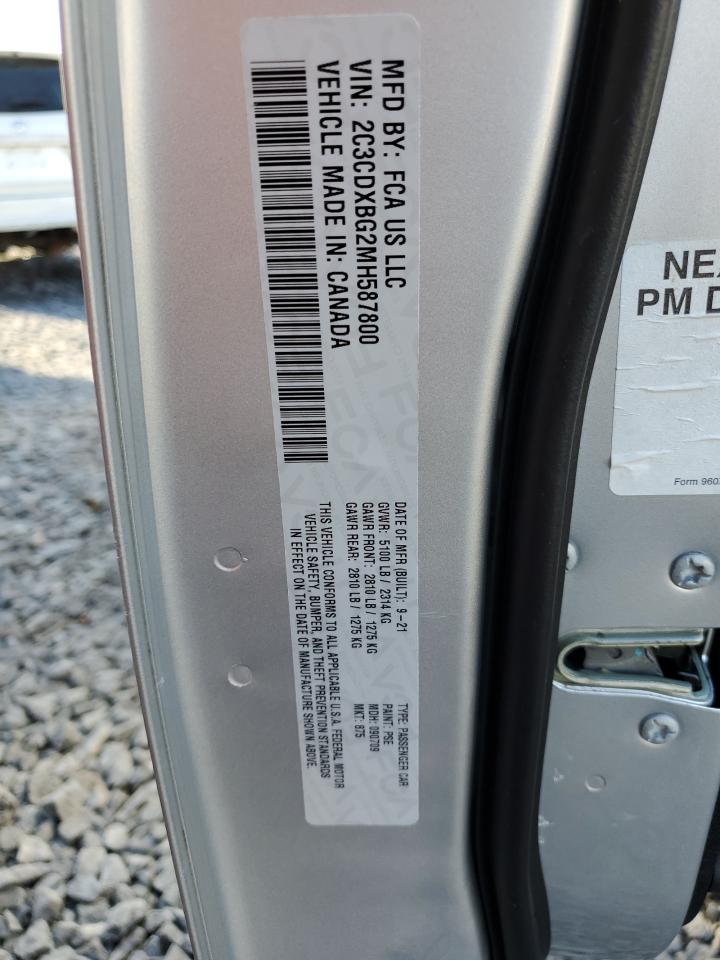 MFD BY: FCA US LLC
VIN: 2C3CDXBG2MH587800
VEHICLE MADE IN: CANADA
DATE OF MFR (BUILT): 9-21
GVWR: 5100 LB / 2314 KG
GAWR FRONT: 2810 LB / 1275 KG
GAWR REAR: 2810 LB / 1275 KG
TYPE: PASSENGER CAR
PAINT: PSE
MDH: 090709
MKT: 875
THIS VEHICLE CONFORMS TO ALL APPLICABLE U.S.A. FEDERAL MOTOR
VEHICLE SAFETY, BUMPER, AND THEFT PREVENTION STANDARDS
IN EFFECT ON THE DATE OF MANUFACTURE SHOWN ABOVE.
PM
Form